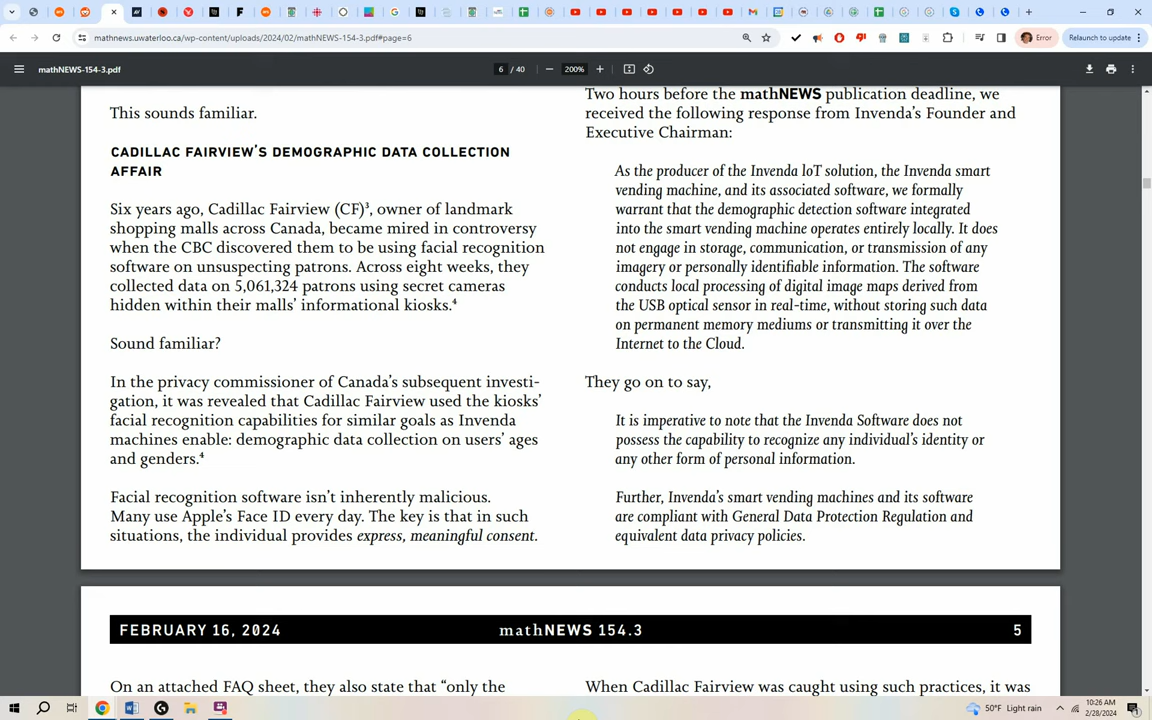 mathnews.uwaterloo.ca/wp-content/uploads/2024/02/mathNEWS-154-3.pdf#page=6
Error
Relaunch to update
mathNEWS-154-3.pdf
6 / 40
200%
This sounds familiar.
CADILLAC FAIRVIEW'S DEMOGRAPHIC DATA COLLECTION
AFFAIR
Six years ago, Cadillac Fairview (CF)³, owner of landmark
shopping malls across Canada, became mired in controversy
when the CBC discovered them to be using facial recognition
software on unsuspecting patrons. Across eight weeks, they
collected data on 5,061,324 patrons using secret cameras
hidden within their malls' informational kiosks.⁴
Sound familiar?
In the privacy commissioner of Canada's subsequent investi-
gation, it was revealed that Cadillac Fairview used the kiosks'
facial recognition capabilities for similar goals as Invenda
machines enable: demographic data collection on users' ages
and genders.⁴
Facial recognition software isn't inherently malicious.
Many use Apple's Face ID every day. The key is that in such
situations, the individual provides express, meaningful consent.
Two hours before the mathNEWS publication deadline, we
received the following response from Invenda's Founder and
Executive Chairman:
As the producer of the Invenda loT solution, the Invenda smart
vending machine, and its associated software, we formally
warrant that the demographic detection software integrated
into the smart vending machine operates entirely locally. It does
not engage in storage, communication, or transmission of any
imagery or personally identifiable information. The software
conducts local processing of digital image maps derived from
the USB optical sensor in real-time, without storing such data
on permanent memory mediums or transmitting it over the
Internet to the Cloud.
They go on to say,
It is imperative to note that the Invenda Software does not
possess the capability to recognize any individual's identity or
any other form of personal information.
Further, Invenda's smart vending machines and its software
are compliant with General Data Protection Regulation and
equivalent data privacy policies.
FEBRUARY 16, 2024
mathNEWS 154.3
5
On an attached FAQ sheet, they also state that "only the
When Cadillac Fairview was caught using such practices, it was
50°F Light rain
10:26 AM
2/28/2024